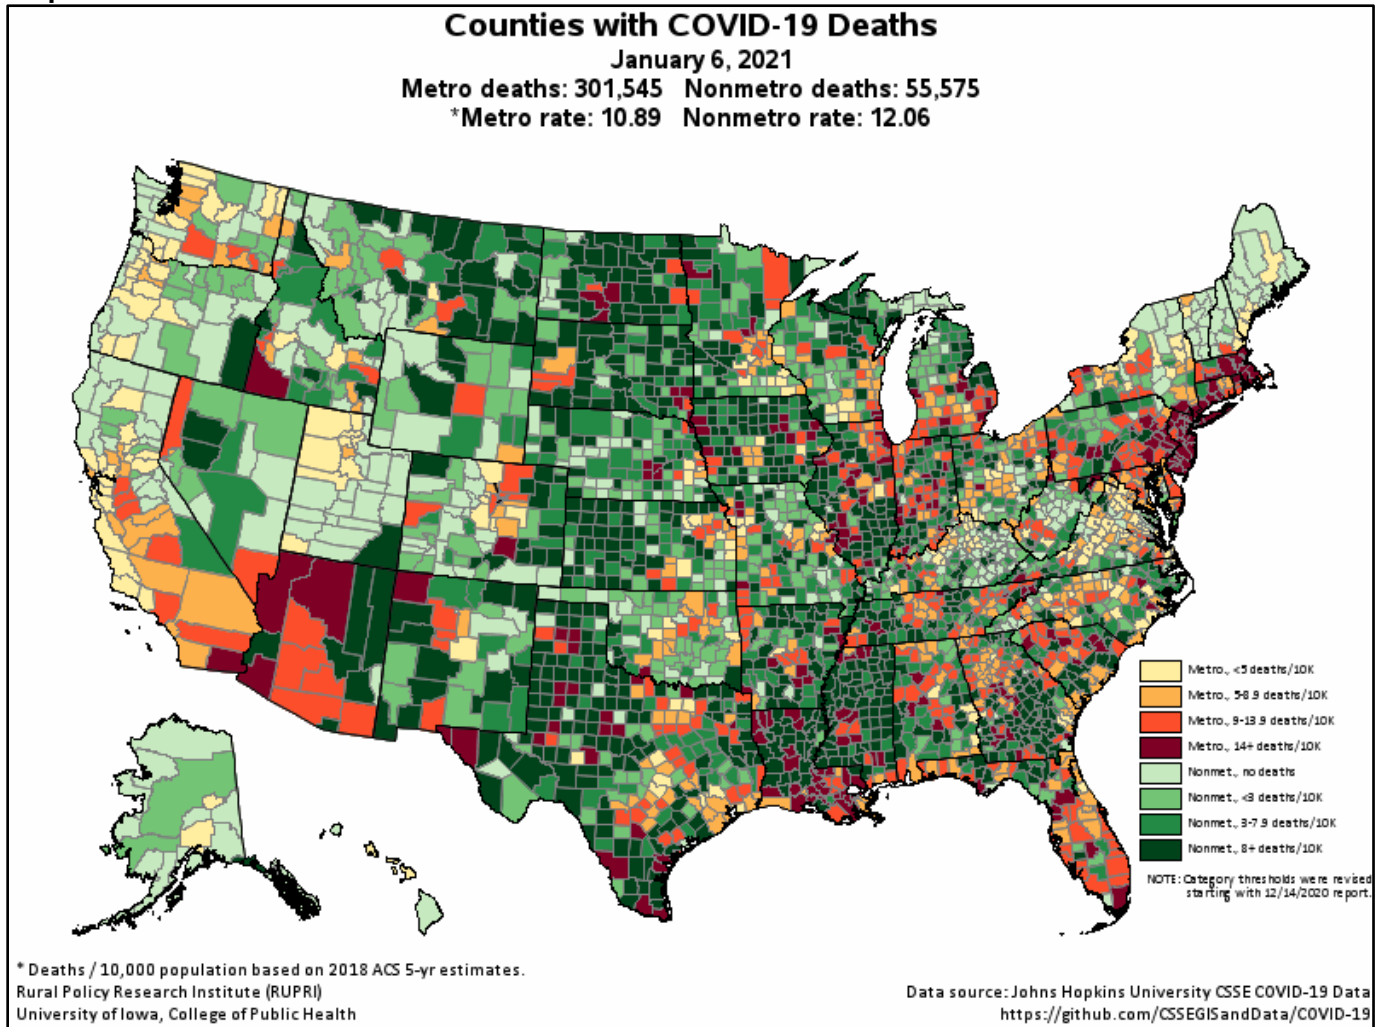 Counties with COVID-19 Deaths
January 6, 2021
Metro deaths: 301,545 Nonmetro deaths: 55,575
*Metro rate: 10.89 Nonmetro rate: 12.06
Metro., <5 deaths/10K
Metro., 5-8.9 deaths/10K
Metro., 9-13.9 deaths/10K
Metro., 14+ deaths/10K
Nonmet., no deaths
Nonmet., <3 deaths/10K
Nonmet., 3-7.9 deaths/10K
Nonmet., 8+ deaths/10K
NOTE: Category thresholds were revised
starting with 12/14/2020 report.
* Deaths / 10,000 population based on 2018 ACS 5-yr estimates.
Rural Policy Research Institute (RUPRI)
University of Iowa, College of Public Health
Data source: Johns Hopkins University CSSE COVID-19 Data
https://github.com/CSSEGISandData/COVID-19